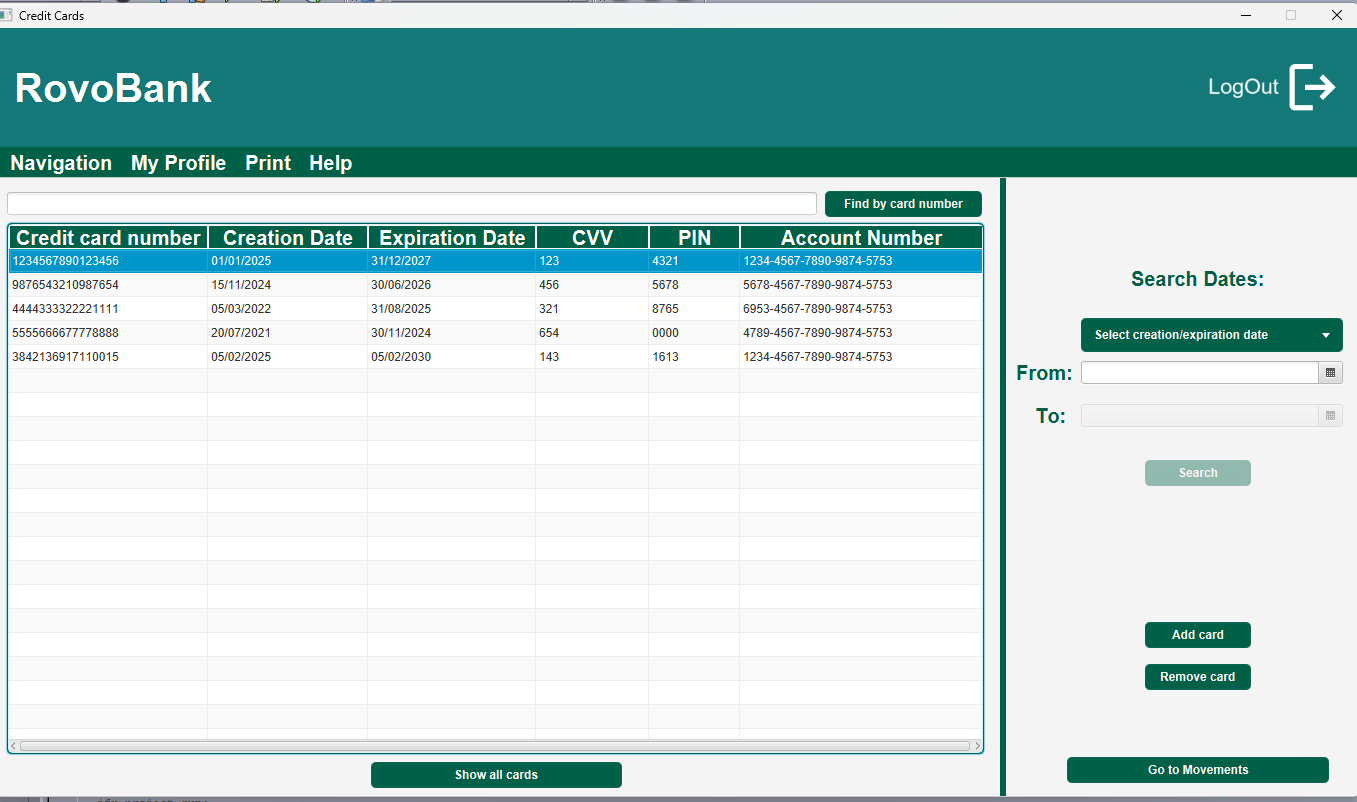 Credit Cards
RovoBank
LogOut
Navigation My Profile Print Help
Find by card number
Credit card number Creation Date Expiration Date CVV PIN Account Number
1234567890123456 01/01/2025 31/12/2027 123 4321 1234-4567-7890-9874-5753
9876543210987654 15/11/2024 30/06/2026 456 5678 5678-4567-7890-9874-5753
4444333322221111 05/03/2022 31/08/2025 321 8765 6953-4567-7890-9874-5753
5555666677778888 20/07/2021 30/11/2024 654 0000 4789-4567-7890-9874-5753
3842136917110015 05/02/2025 05/02/2030 143 1613 1234-4567-7890-9874-5753
Show all cards
Search Dates:
Select creation/expiration date
From:
To:
Search
Add card
Remove card
Go to Movements